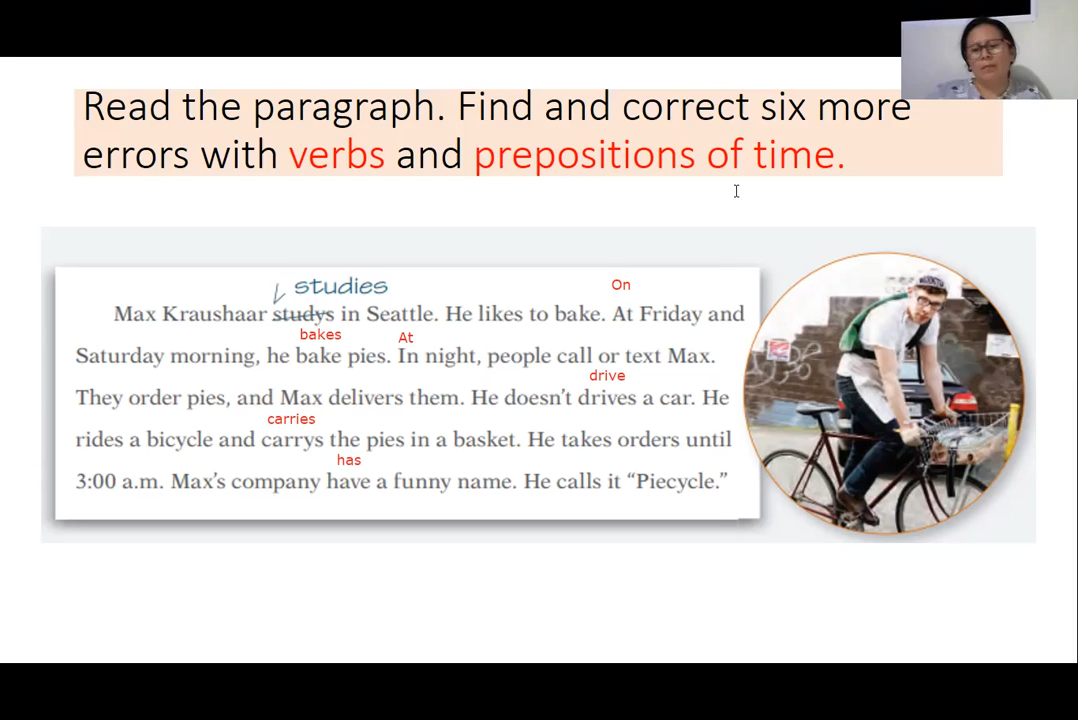 Read the paragraph. Find and correct six more
errors with verbs and prepositions of time.
studies
On
Max Kraushaar studys in Seattle. He likes to bake. At Friday and
bakes
At
Saturday morning, he bake pies. In night, people call or text Max.
drive
They order pies, and Max delivers them. He doesn't drives a car. He
carries
rides a bicycle and carrys the pies in a basket. He takes orders until
has
3:00 a.m. Max's company have a funny name. He calls it “Piecycle.”